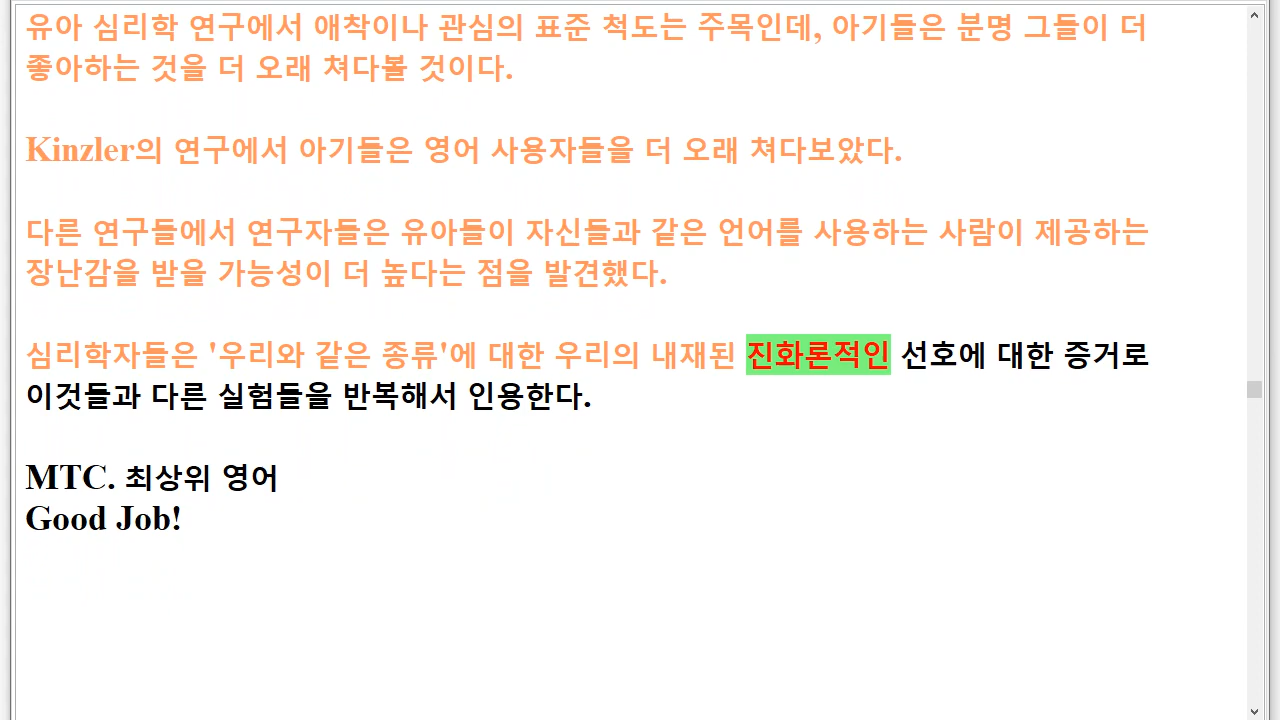 유아 심리학 연구에서 애착이나 관심의 표준 척도는 주목인데, 아기들은 분명 그들이 더
좋아하는 것을 더 오래 쳐다볼 것이다.
Kinzler의 연구에서 아기들은 영어 사용자들을 더 오래 쳐다보았다.
다른 연구들에서 연구자들은 유아들이 자신들과 같은 언어를 사용하는 사람이 제공하는
장난감을 받을 가능성이 더 높다는 점을 발견했다.
심리학자들은 '우리와 같은 종류'에 대한 우리의 내재된 진화론적인 선호에 대한 증거로
이것들과 다른 실험들을 반복해서 인용한다.
MTC. 최상위 영어
Good Job!